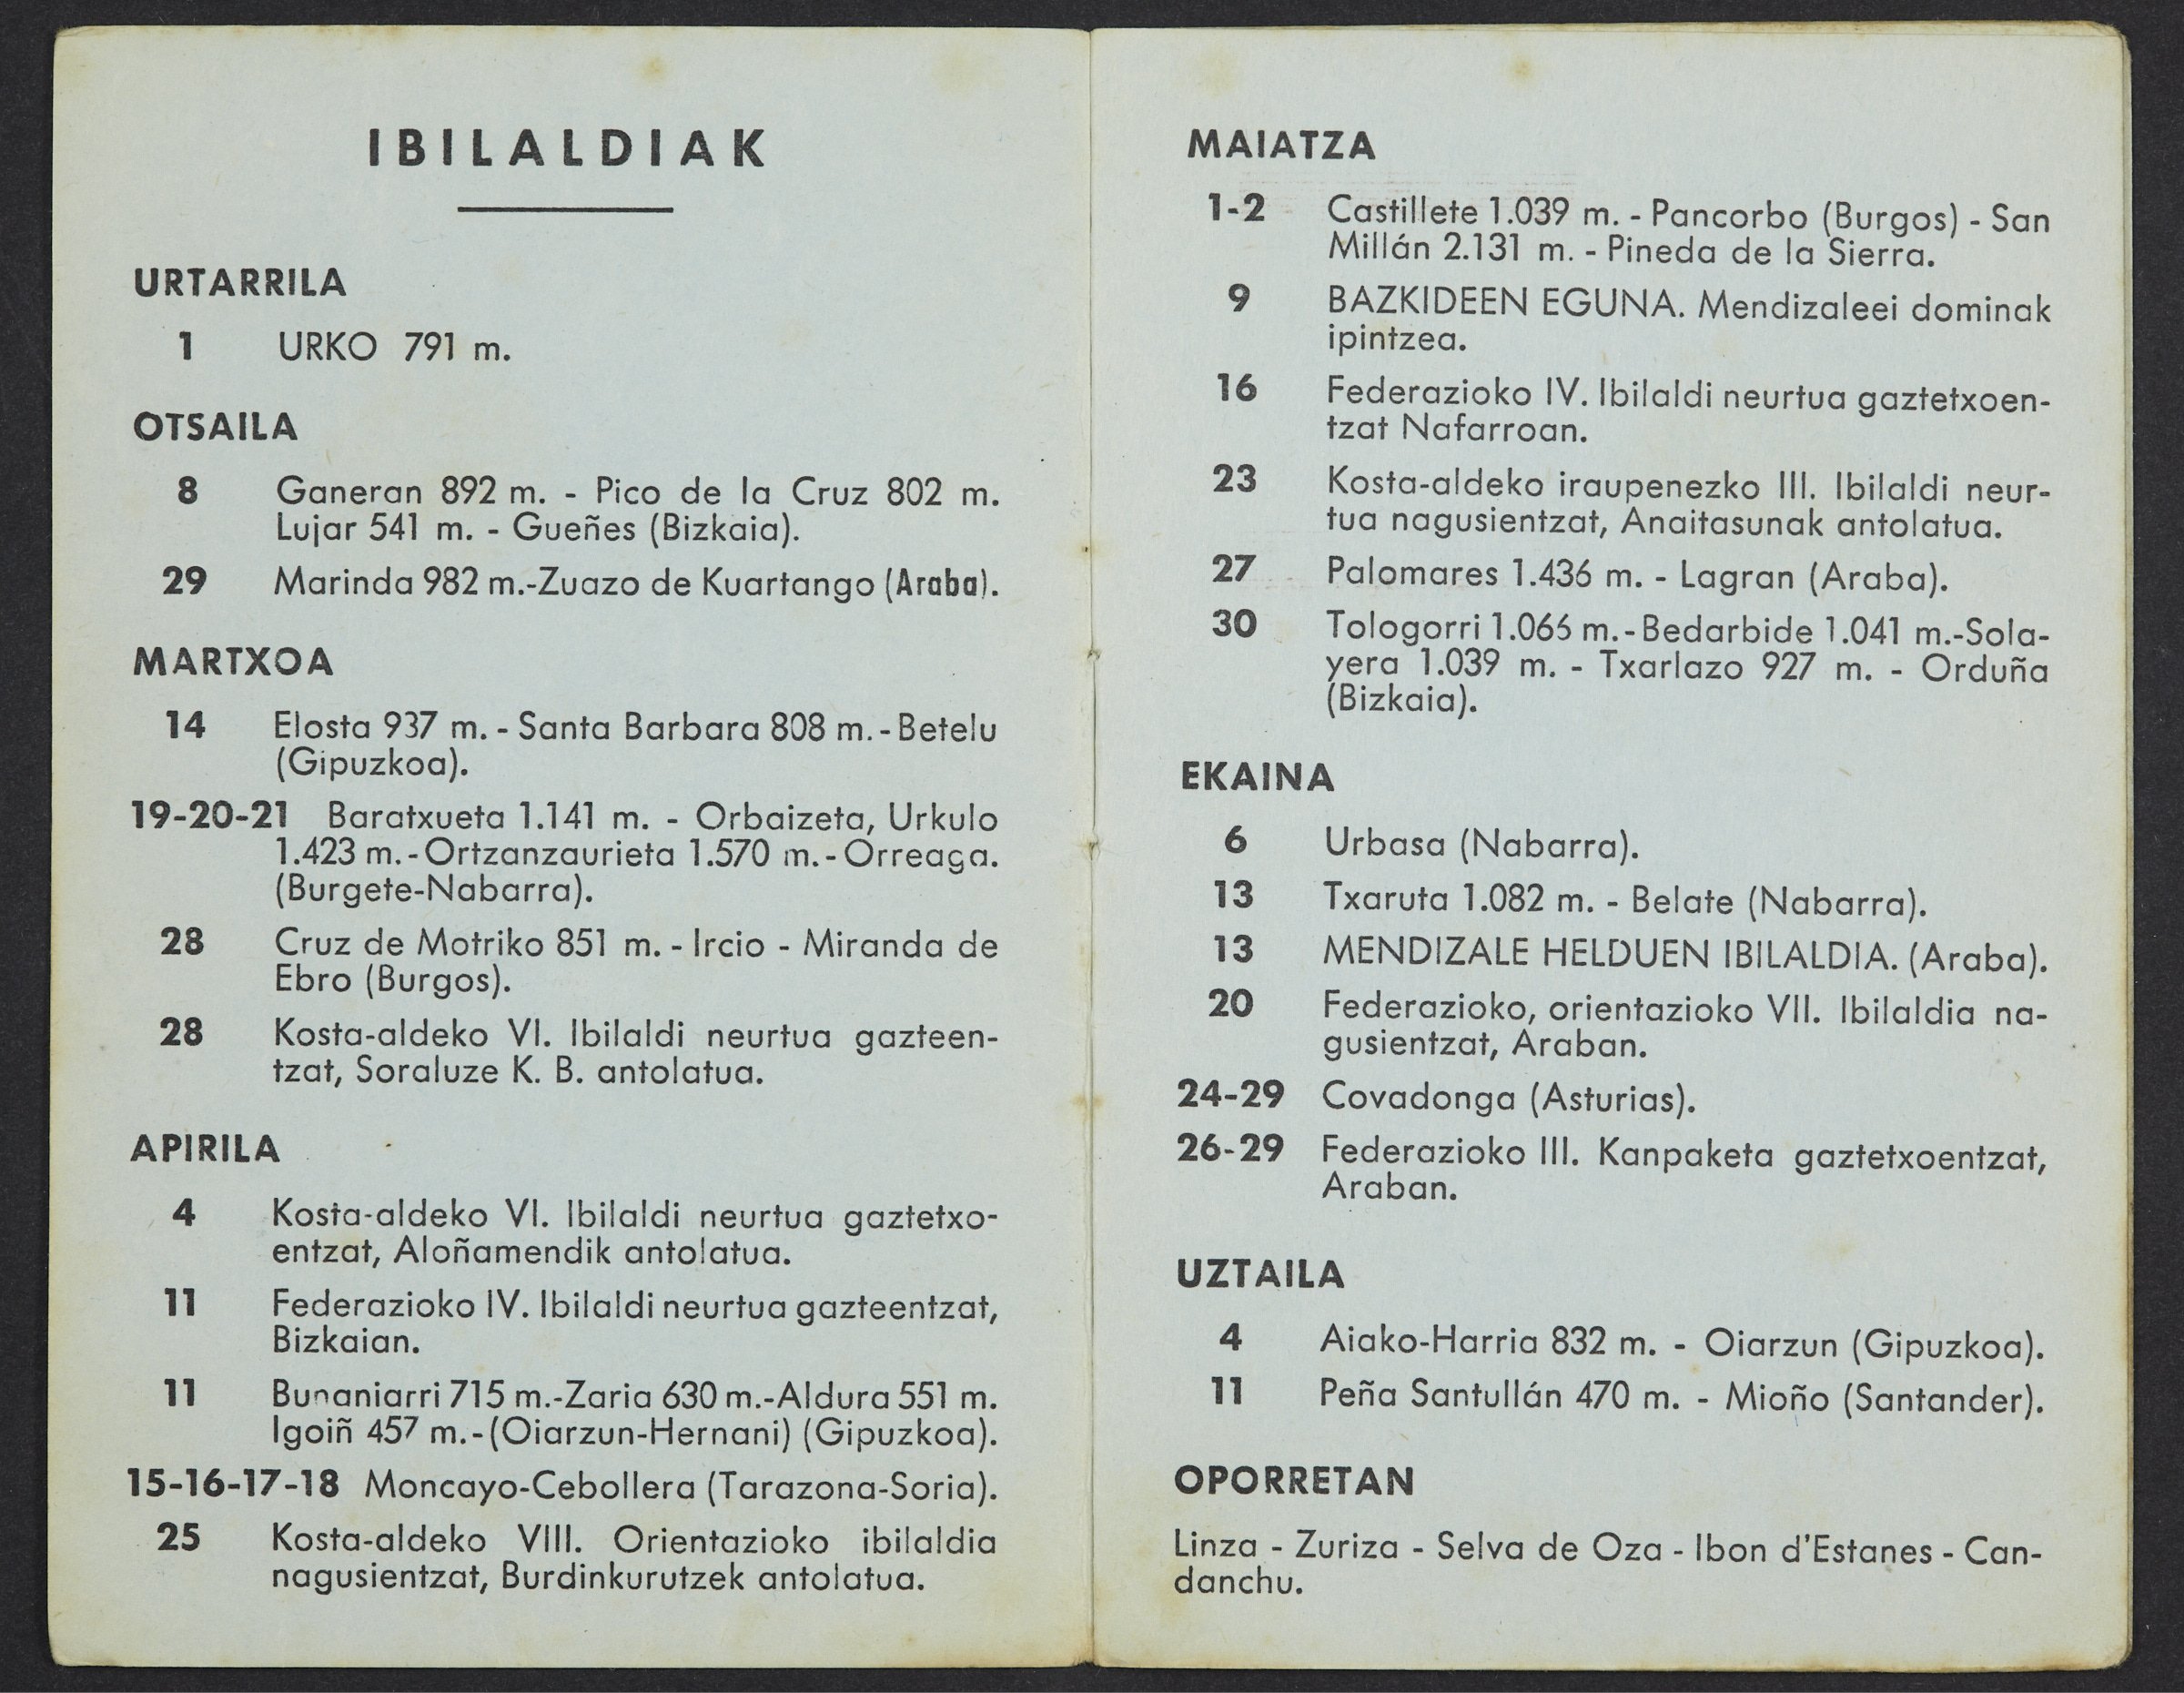 IBILALDIAK
URTARRILA
1 URKO 791 m.
OTSAILA
8 Ganeran 892 m. - Pico de la Cruz 802 m.
Lujar 541 m. - Gueñes (Bizkaia).
29 Marinda 982 m.-Zuazo de Kuartango (Araba).
MARTXOA
14 Elosta 937 m. - Santa Barbara 808 m. - Betelu
(Gipuzkoa).
19-20-21 Baratxueta 1.141 m. - Orbaizeta, Urkulo
1.423 m. - Ortzanzaurieta 1.570 m. - Orreaga.
(Burgete-Nabarra).
28 Cruz de Motriko 851 m. - Ircio - Miranda de
Ebro (Burgos).
28 Kosta-aldeko VI. Ibilaldi neurtua gazteen-
tzat, Soraluze K. B. antolatua.
APIRILA
4 Kosta-aldeko VI. Ibilaldi neurtua gaztetxo-
entzat, Aloñamendik antolatua.
11 Federazioko IV. Ibilaldi neurtua gazteentzat,
Bizkaian.
11 715 m.-Zaria 630 m.-Aldura 551 m.
Igoiñ 457 m. - (Oiarzun-Hernani) (Gipuzkoa).
15-16-17-18 Moncayo-Cebollera (Tarazona-Soria).
25 Kosta-aldeko VIII. Orientazioko ibilaldia
nagusientzat, Burdinkurutzek antolatua.
MAIATZA
1-2 Castillete 1.039 m. - Pancorbo (Burgos) - San
Millán 2.131 m. - Pineda de la Sierra.
9 BAZKIDEEN EGUNA. Mendizaleei dominak
ipintzea.
16 Federazioko IV. Ibilaldi neurtua gaztetxoen-
tzat Nafarroan.
23 Kosta-aldeko iraupenezko III. Ibilaldi neur-
tua nagusientzat, Anaitasunak antolatua.
27 Palomares 1.436 m. - Lagran (Araba).
30 Tologorri 1.066 m. - Bedarbide 1.041 m.-Sola-
yera 1.039 m. - Txarlazo 927 m. - Orduña
(Bizkaia).
EKAINA
6 Urbasa (Nabarra).
13 Txaruta 1.082 m. - Belate (Nabarra).
13 MENDIZALE HELDUEN IBILALDIA. (Araba).
20 Federazioko, orientazioko VII. Ibilaldia na-
gusientzat, Araban.
24-29 Covadonga (Asturias).
26-29 Federazioko III. Kanpaketa gaztetxoentzat,
Araban.
UZTAILA
4 Aiako-Harria 832 m. - Oiarzun (Gipuzkoa).
11 Peña Santullán 470 m. - Mioño (Santander).
OPORRETAN
Linza - Zuriza - Selva de Oza - Ibon d'Estanes - Can-
danchu.